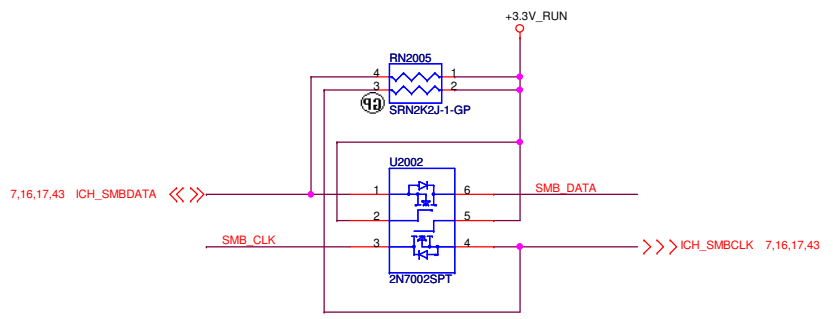 +3.3V_RUN
RN2005
4 1
3 2
GP
SRN2K2J-1-GP
U2002
7,16,17,43 ICH_SMBDATA
1 6
SMB_DATA
2 5
SMB_CLK
3 4
ICH_SMBCLK 7,16,17,43
2N7002SPT